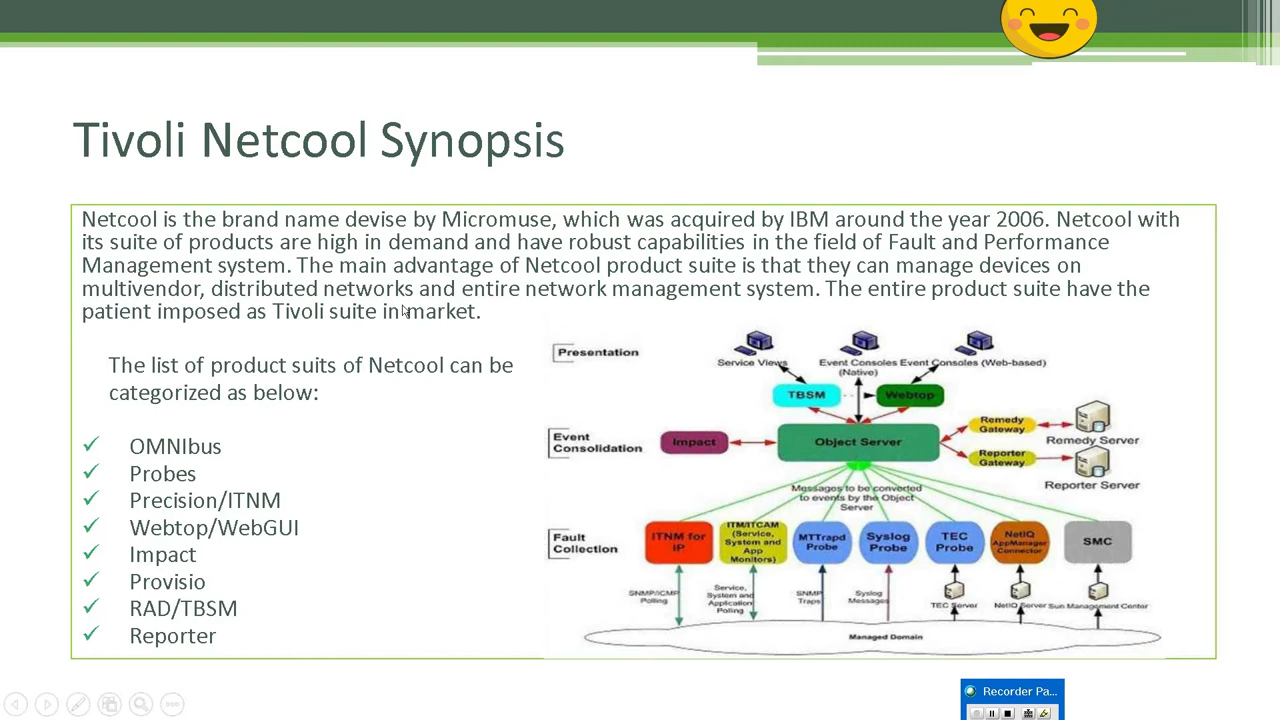 Tivoli Netcool Synopsis
Netcool is the brand name devise by Micromuse, which was acquired by IBM around the year 2006. Netcool with
its suite of products are high in demand and have robust capabilities in the field of Fault and Performance
Management system. The main advantage of Netcool product suite is that they can manage devices on
multivendor, distributed networks and entire network management system. The entire product suite have the
patient imposed as Tivoli suite in market.
The list of product suits of Netcool can be
categorized as below:
✓ OMNIbus
✓ Probes
✓ Precision/ITNM
✓ Webtop/WebGUI
✓ Impact
✓ Provisio
✓ RAD/TBSM
✓ Reporter
Presentation
Service Views
Event Consoles
(Native)
Event Consoles (Web-based)
TBSM
Webtop
Event
Consolidation
Impact
Object Server
Remedy
Gateway
Remedy Server
Reporter
Gateway
Reporter Server
Messages to be converted
to events by the Object
Server
Fault
Collection
ITNM for
IP
ITM/ITCAM
(Service,
System and
App
Monitors)
MTTrapd
Probe
Syslog
Probe
TEC
Probe
NetIQ
AppManager
Connector
SMC
SNMP/ICMP
Polling
Service,
System and
Application
Polling
SNMP
Traps
Syslog
Messages
TEC Server
NetIQ Server
Sun Management Center
Managed Domain
Recorder Pa...